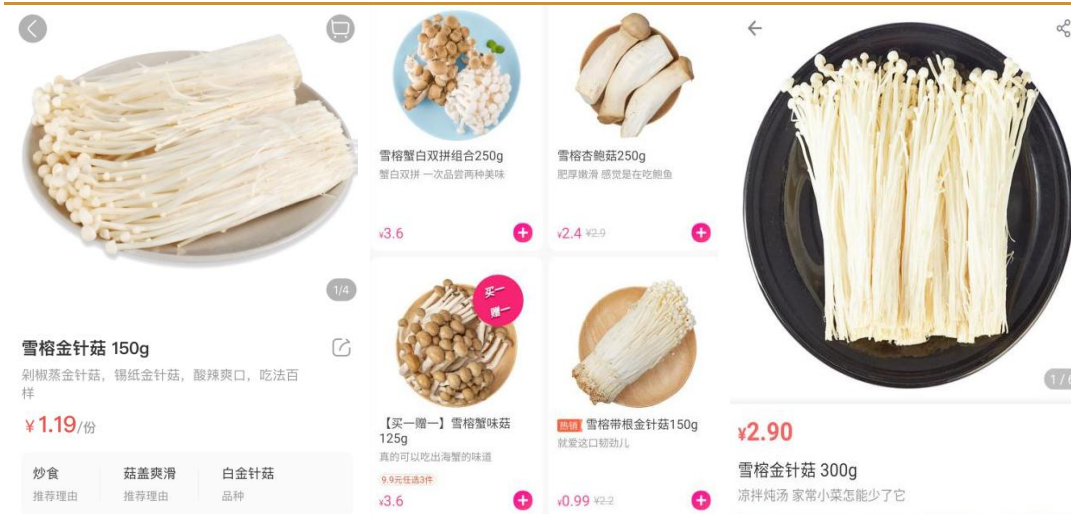 1/4
雪榕金针菇 150g
剁椒蒸金针菇，锡纸金针菇，酸辣爽口，吃法百
样
¥1.19/份
炒食
推荐理由
菇盖爽滑
推荐理由
白金针菇
品种
雪榕蟹白双拼组合250g
蟹白双拼 一次品尝两种美味
¥3.6
雪榕杏鲍菇250g
肥厚嫩滑 感觉是在吃鲍鱼
¥2.4 ¥2.9
买一
赠一
【买一赠一】雪榕蟹味菇
125g
真的可以吃出海蟹的味道
9.9元任选3件
¥3.6
热销 雪榕带根金针菇150g
就爱这口韧劲儿
¥0.99 ¥2.2
1/6
¥2.90
雪榕金针菇 300g
凉拌炖汤 家常小菜怎能少了它